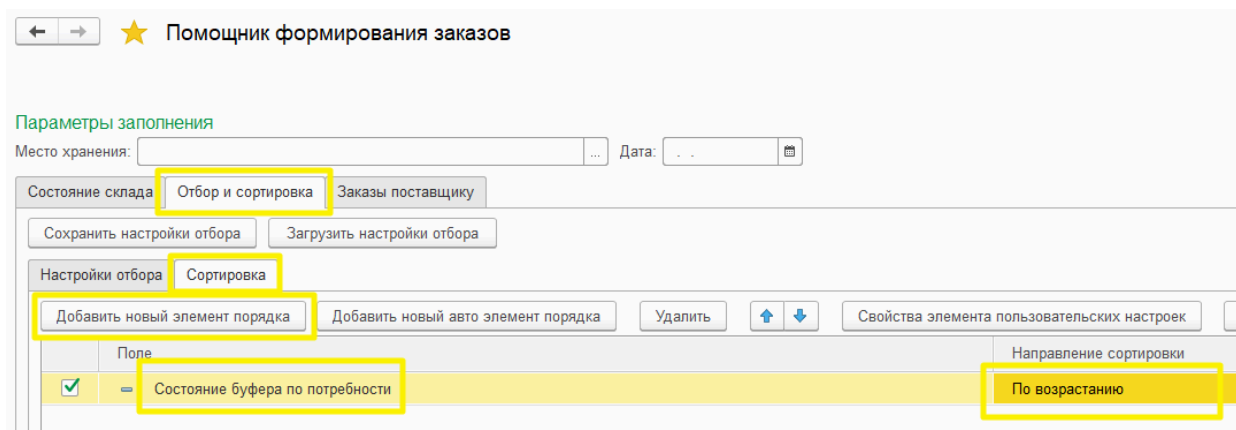 Помощник формирования заказов
Параметры заполнения
Место хранения: ... Дата: . .
Состояние склада Отбор и сортировка Заказы поставщику
Сохранить настройки отбора Загрузить настройки отбора
Настройки отбора Сортировка
Добавить новый элемент порядка Добавить новый авто элемент порядка Удалить Свойства элемента пользовательских настроек
Поле Направление сортировки
Состояние буфера по потребности По возрастанию